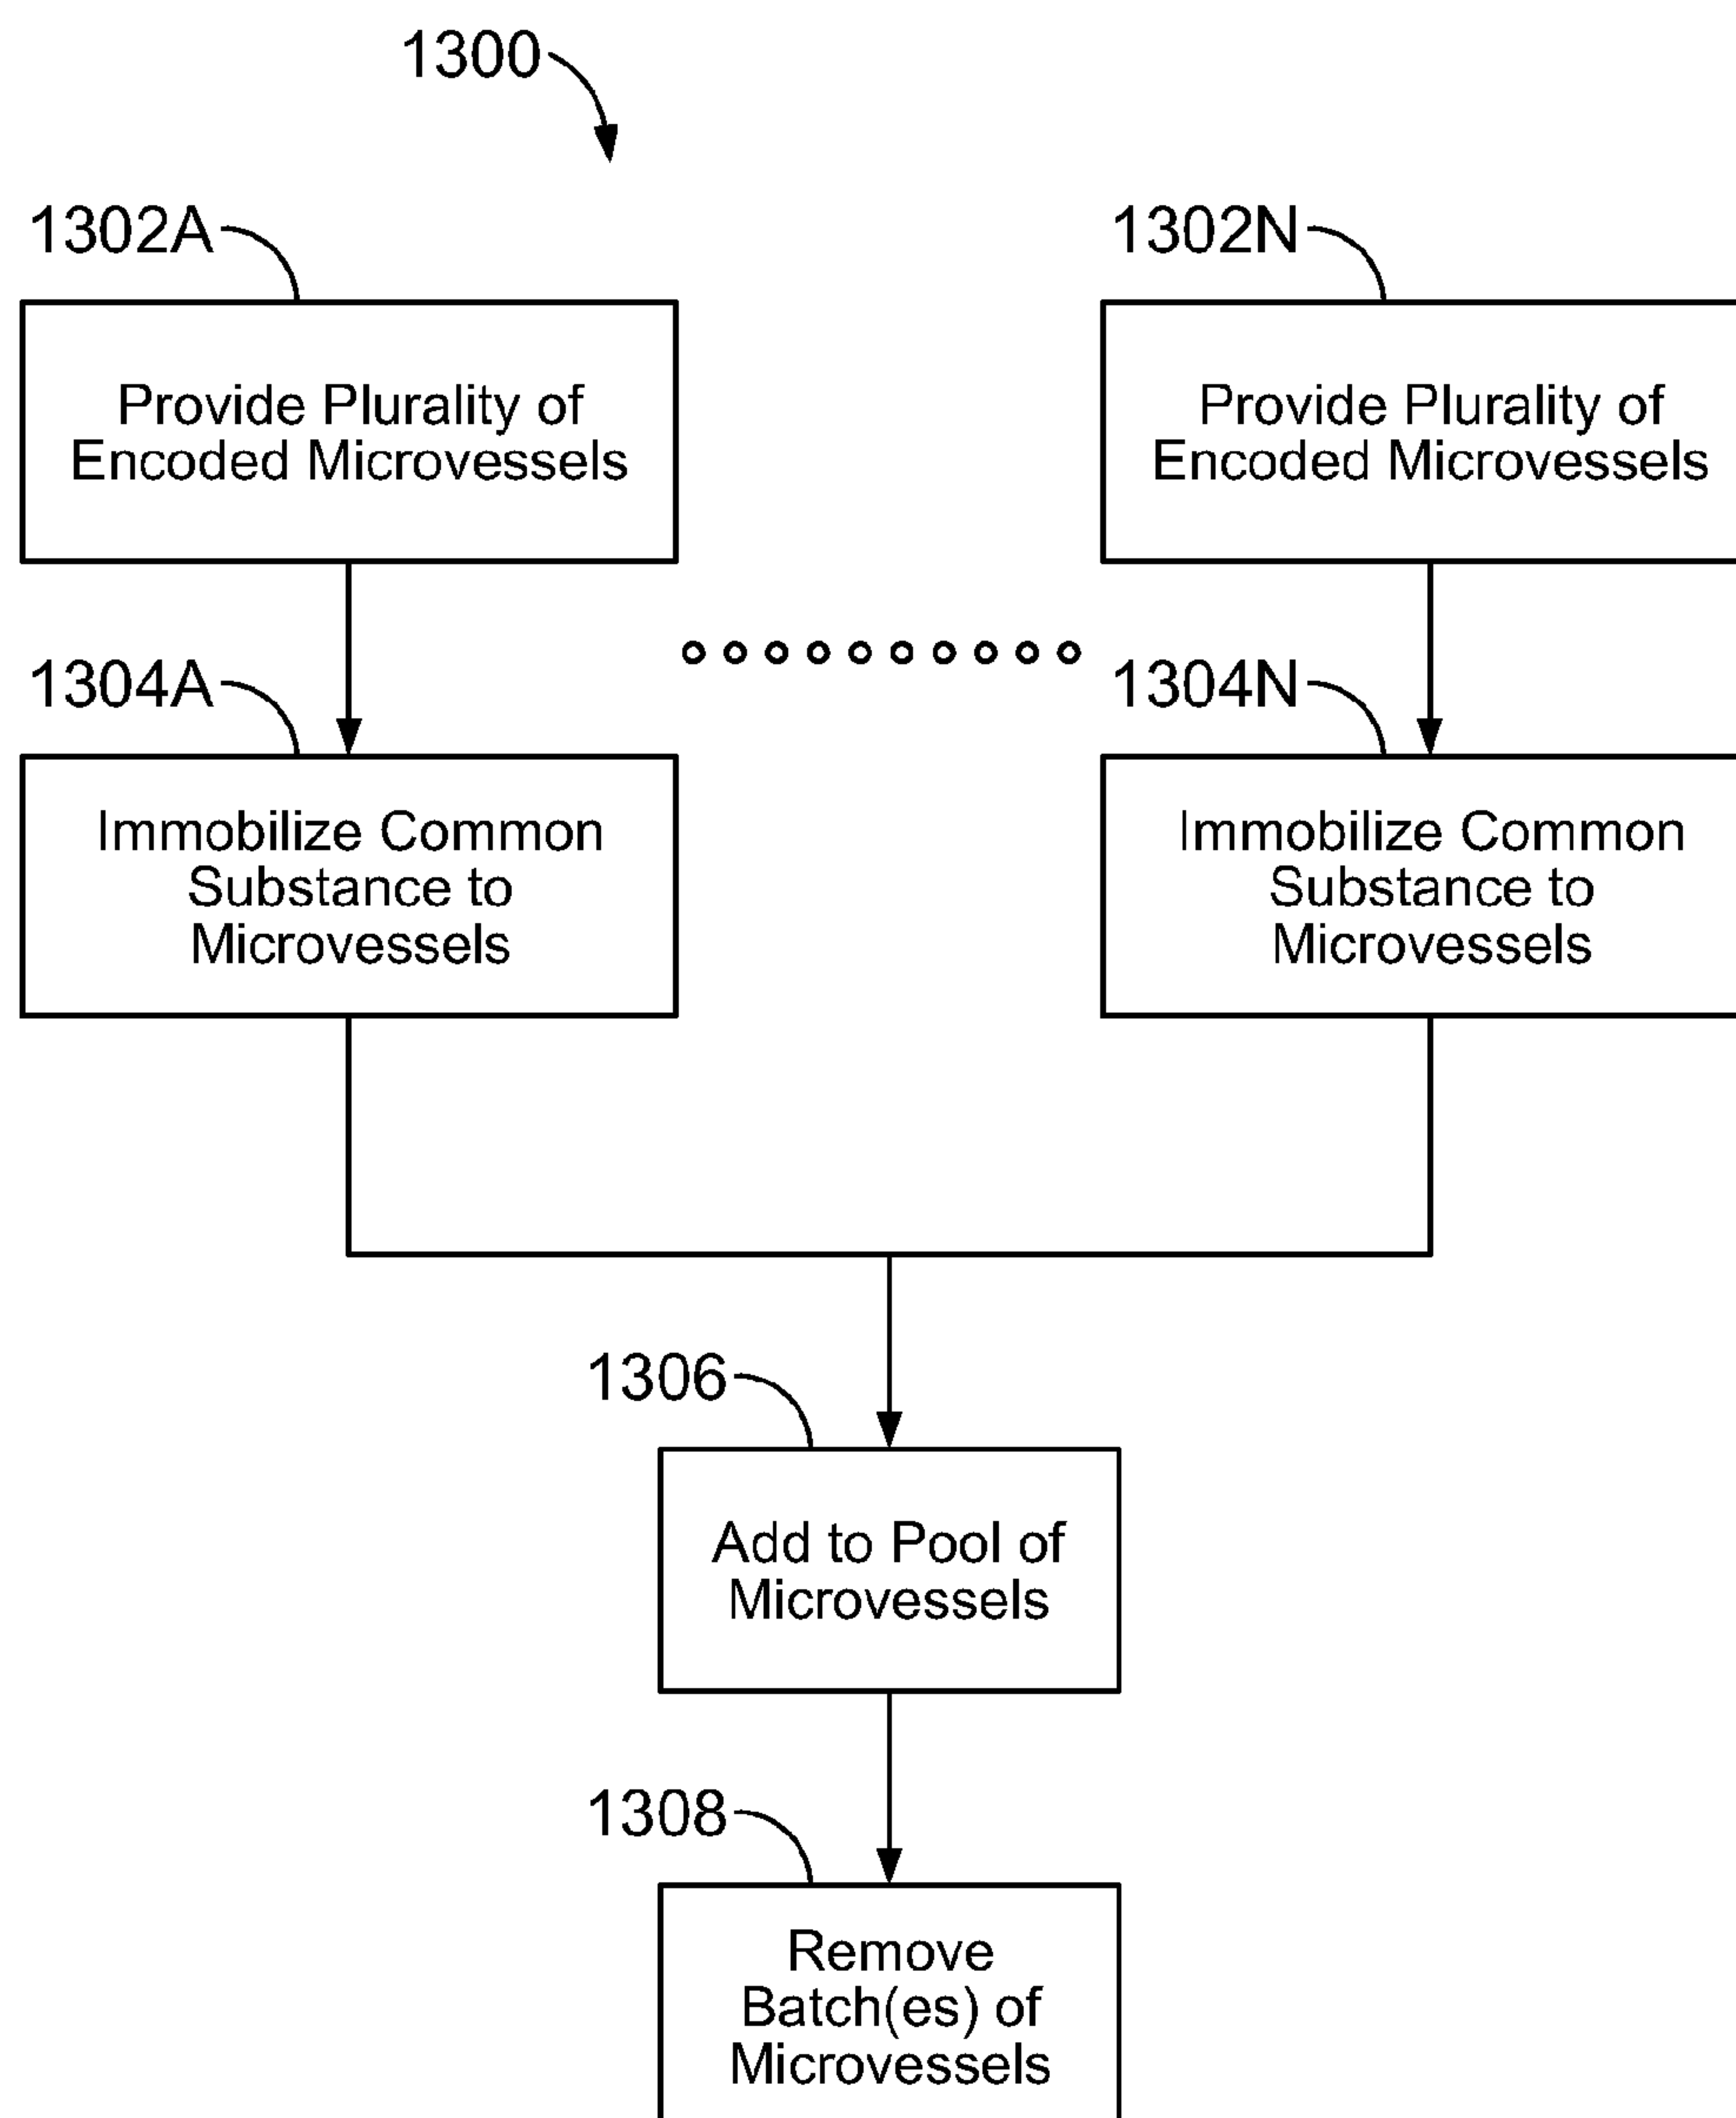 1300
1302A
1302N
Provide Plurality of
Encoded Microvessels
Provide Plurality of
Encoded Microvessels
1304A
1304N
Immobilize Common
Substance to
Microvessels
Immobilize Common
Substance to
Microvessels
1306
Add to Pool of
Microvessels
1308
Remove
Batch(es) of
Microvessels